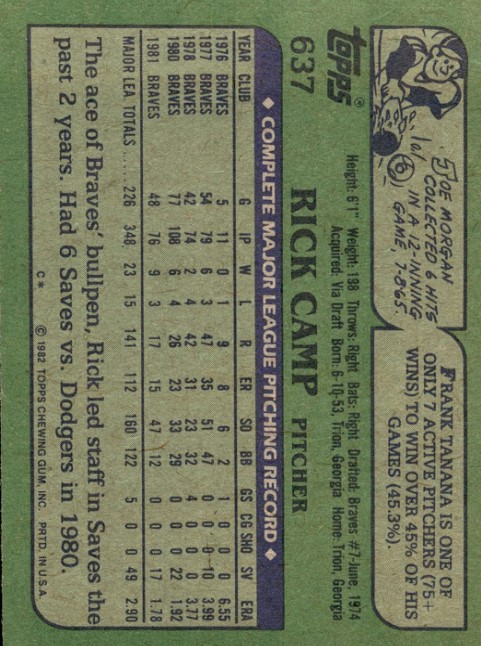 JOE MORGAN
COLLECTED 6 HITS
IN A 12-INNING
GAME, 7-8-65.
FRANK TANANA IS ONE OF
ONLY 7 ACTIVE PITCHERS (75+
WINS) TO WIN OVER 45% OF HIS
GAMES (45.3%).
topps®
637
RICK CAMP PITCHER
Height: 6'1" Weight: 198 Throws: Right Bats: Right Drafted: Braves #7-June, 1974
Acquired: Via Draft Born: 6-10-53, Trion, Georgia Home: Trion, Georgia
◆ COMPLETE MAJOR LEAGUE PITCHING RECORD ◆
YEAR CLUB G IP W L R ER SO BB GS CG SHO SV ERA
1976 BRAVES 5 11 0 1 9 8 6 2 1 0 0 0 6.55
1977 BRAVES 54 79 6 3 47 35 51 47 0 0 0 10 3.99
1978 BRAVES 42 74 2 4 42 31 23 32 4 0 0 0 3.77
1980 BRAVES 77 108 6 4 26 23 33 29 0 0 0 22 1.92
1981 BRAVES 48 76 9 3 17 15 47 12 0 0 0 17 1.78
MAJOR LEA. TOTALS ..... 226 348 23 15 141 112 160 122 5 0 0 49 2.90
The ace of Braves' bullpen, Rick led staff in Saves the
past 2 years. Had 6 Saves vs. Dodgers in 1980.
C* © 1982 TOPPS CHEWING GUM, INC. PRTD. IN U.S.A.